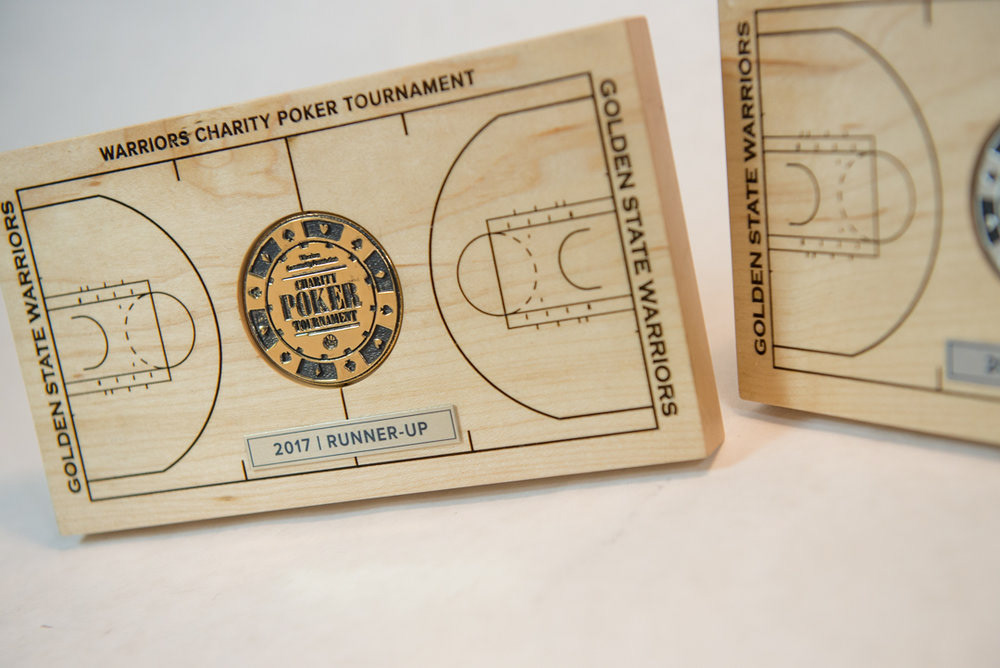 WARRIORS CHARITY POKER TOURNAMENT
GOLDEN STATE WARRIORS
GOLDEN STATE WARRIORS
CHARITY
POKER
TOURNAMENT
2017 | RUNNER-UP
GOLDEN STATE WARRIORS